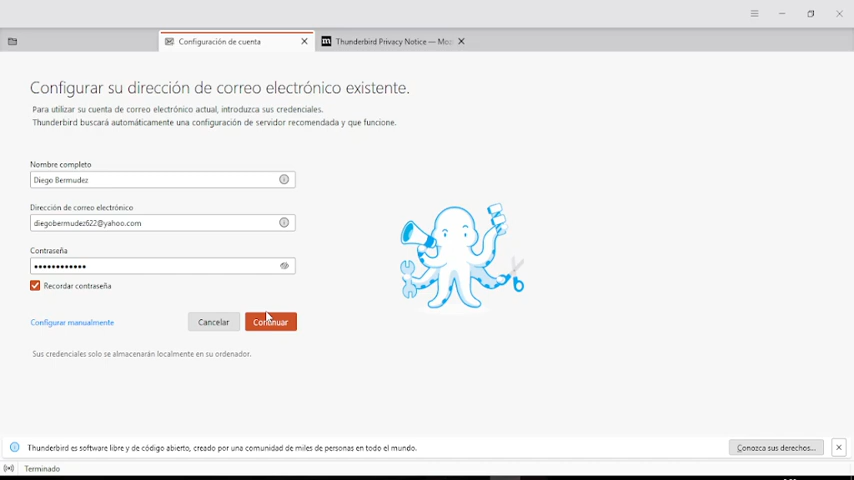 Configuración de cuenta
m Thunderbird Privacy Notice — Mo
Configurar su dirección de correo electrónico existente.
Para utilizar su cuenta de correo electrónico actual, introduzca sus credenciales.
Thunderbird buscará automáticamente una configuración de servidor recomendada y que funcione.
Nombre completo
Diego Bermudez
Dirección de correo electrónico
diegobermudez622@yahoo.com
Contraseña
Recordar contraseña
Configurar manualmente
Cancelar
Continuar
Sus credenciales solo se almacenarán localmente en su ordenador.
Thunderbird es software libre y de código abierto, creado por una comunidad de miles de personas en todo el mundo.
Conozca sus derechos...
Terminado